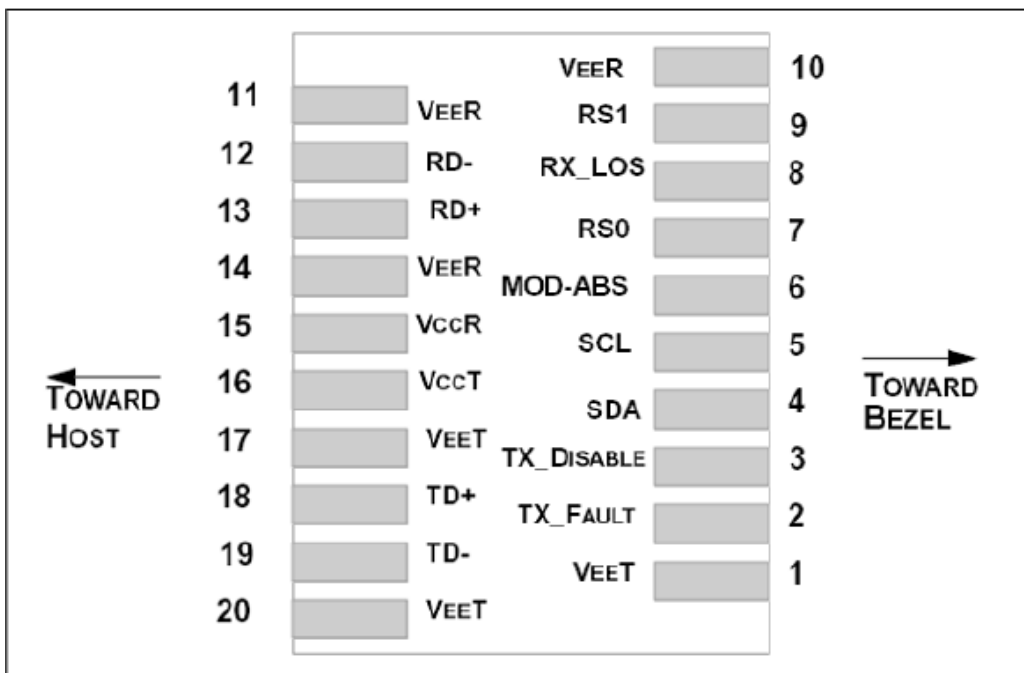 VEER 10
11 VEER
RS1 9
12 RD-
RX_LOS 8
13 RD+
RS0 7
14 VEER
MOD-ABS 6
15 VCCR
SCL 5
16 VCCT
TOWARD
HOST
TOWARD
BEZEL
SDA 4
17 VEET
TX_DISABLE 3
18 TD+
TX_FAULT 2
19 TD-
VEET 1
20 VEET